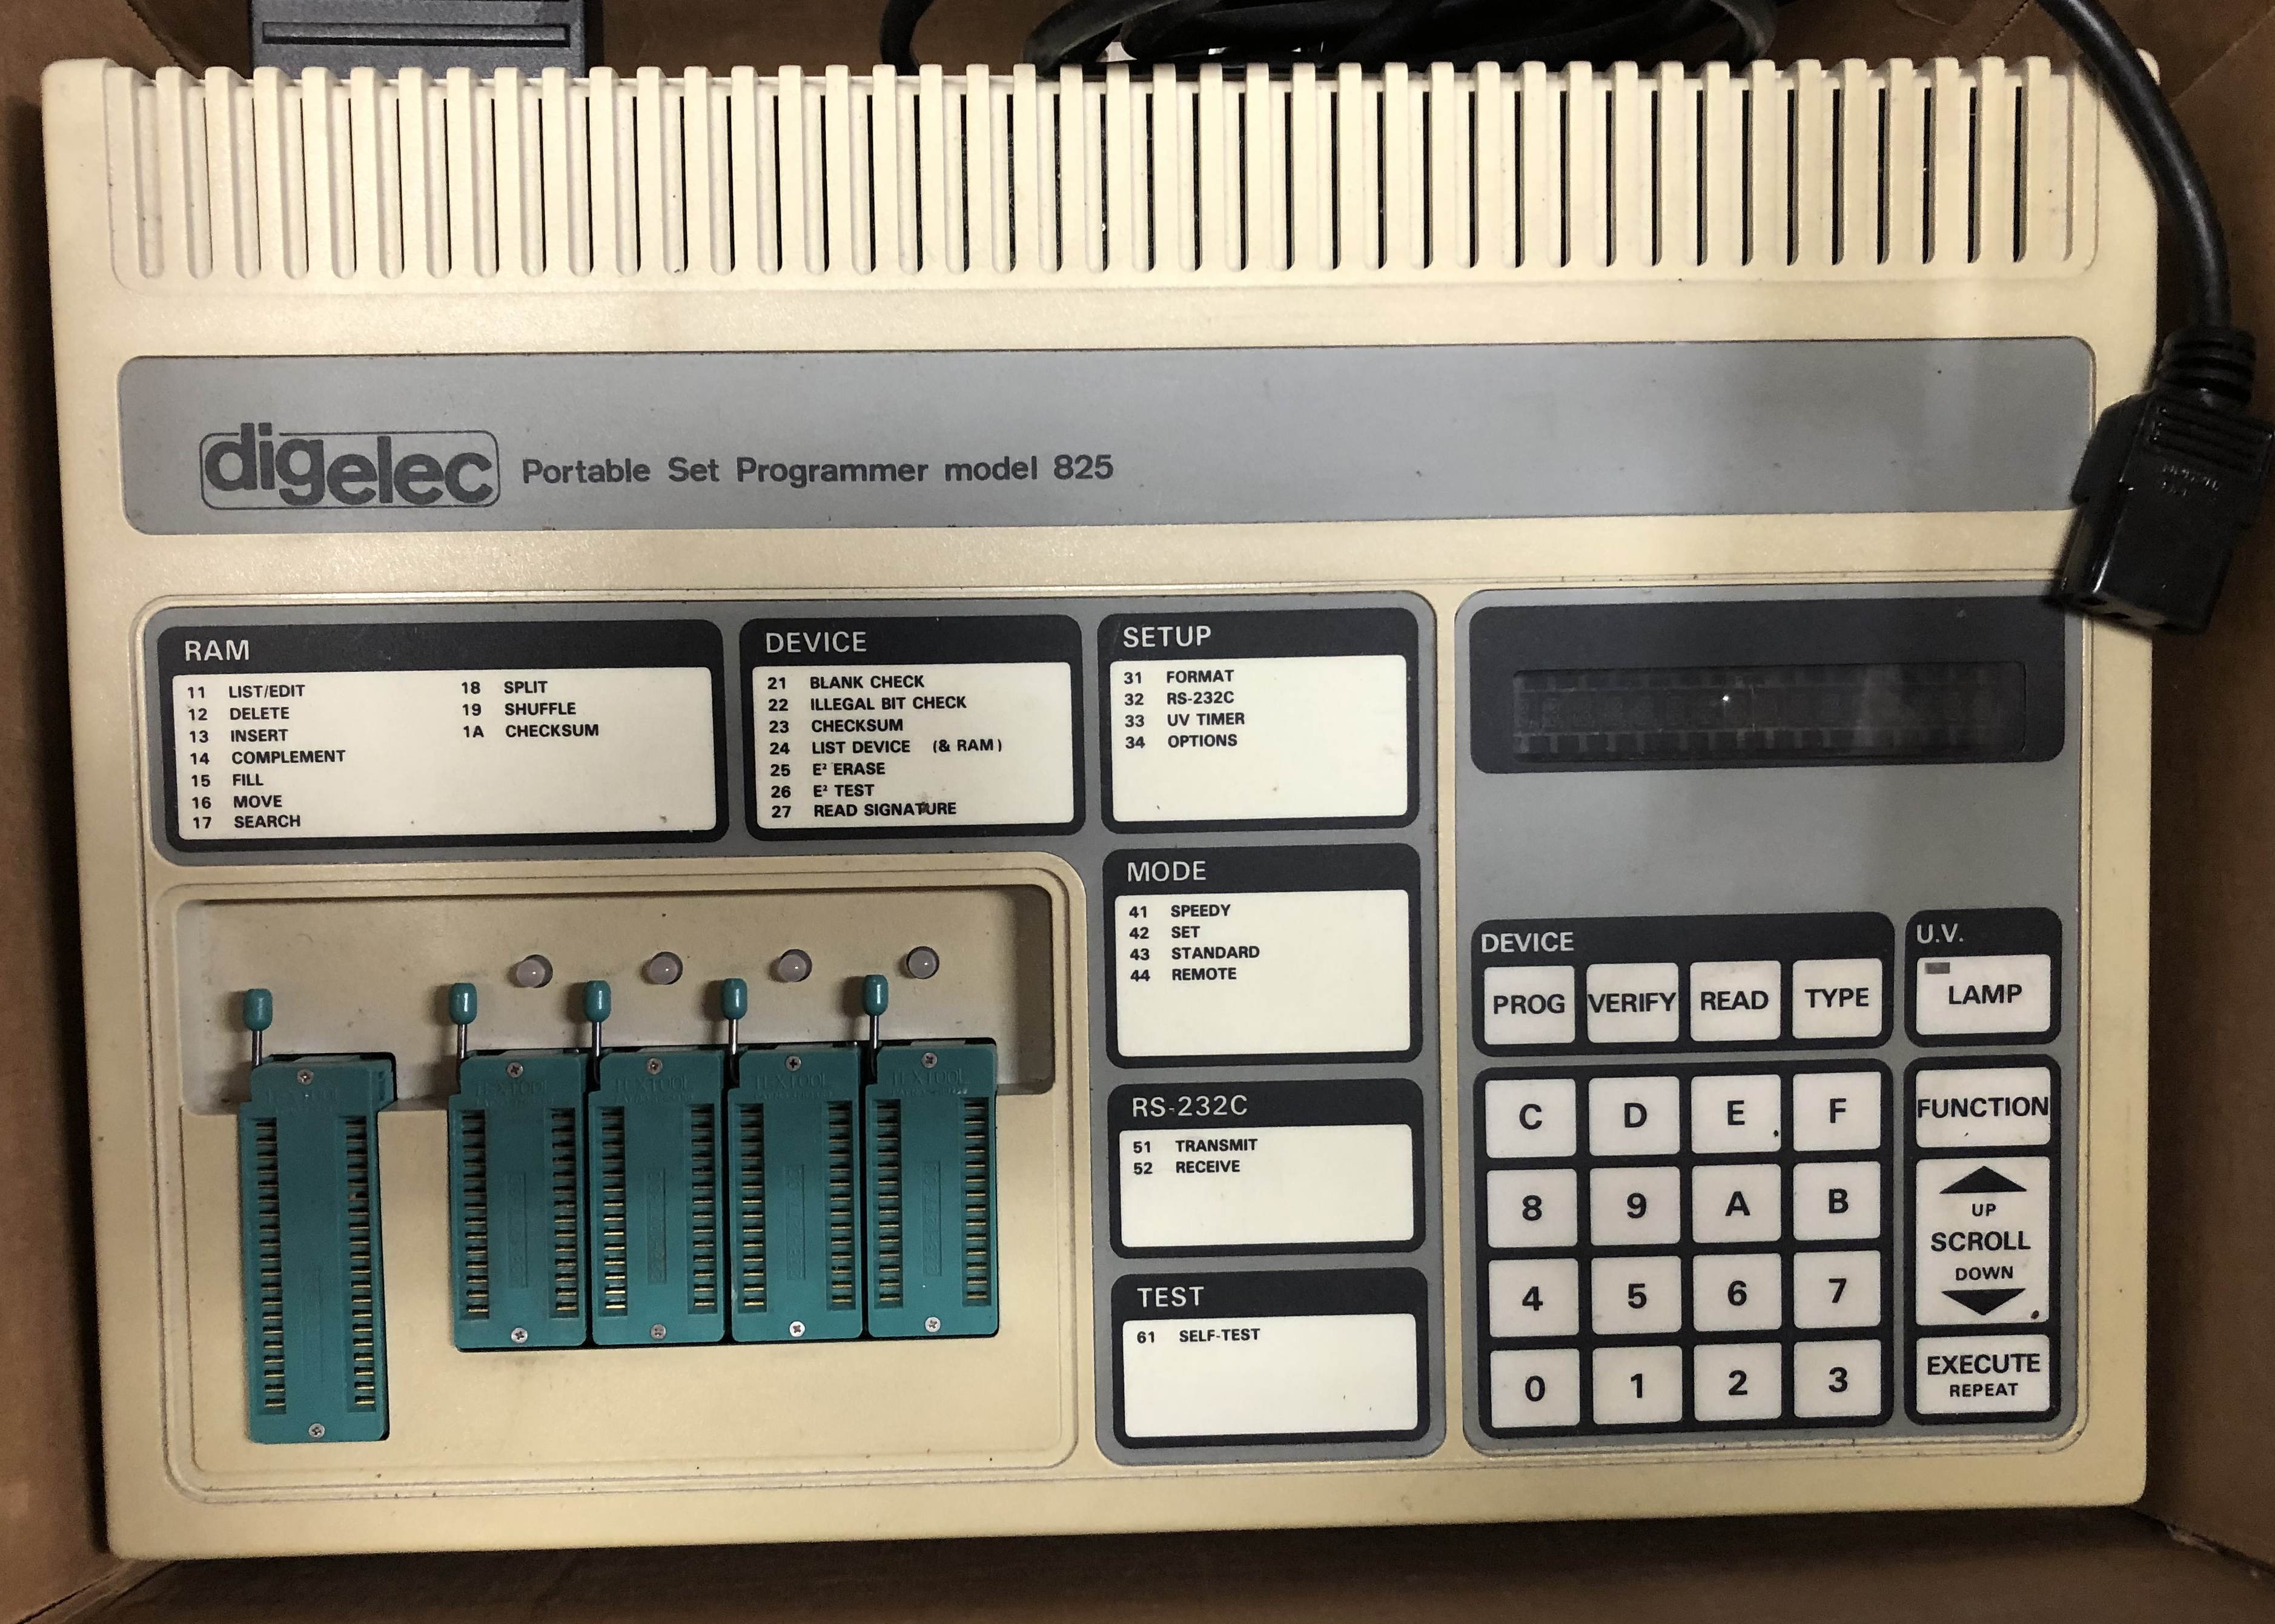 digelec Portable Set Programmer model 825
RAM
11 LIST/EDIT
12 DELETE
13 INSERT
14 COMPLEMENT
15 FILL
16 MOVE
17 SEARCH
18 SPLIT
19 SHUFFLE
1A CHECKSUM
DEVICE
21 BLANK CHECK
22 ILLEGAL BIT CHECK
23 CHECKSUM
24 LIST DEVICE (& RAM)
25 E² ERASE
26 E² TEST
27 READ SIGNATURE
SETUP
31 FORMAT
32 RS-232C
33 UV TIMER
34 OPTIONS
MODE
41 SPEEDY
42 SET
43 STANDARD
44 REMOTE
RS-232C
51 TRANSMIT
52 RECEIVE
TEST
61 SELF-TEST
TEXTOOL TEXTOOL TEXTOOL TEXTOOL TEXTOOL
DEVICE
PROG VERIFY READ TYPE
U.V.
LAMP
C D E F
8 9 A B
4 5 6 7
0 1 2 3
FUNCTION
UP
SCROLL
DOWN
EXECUTE
REPEAT